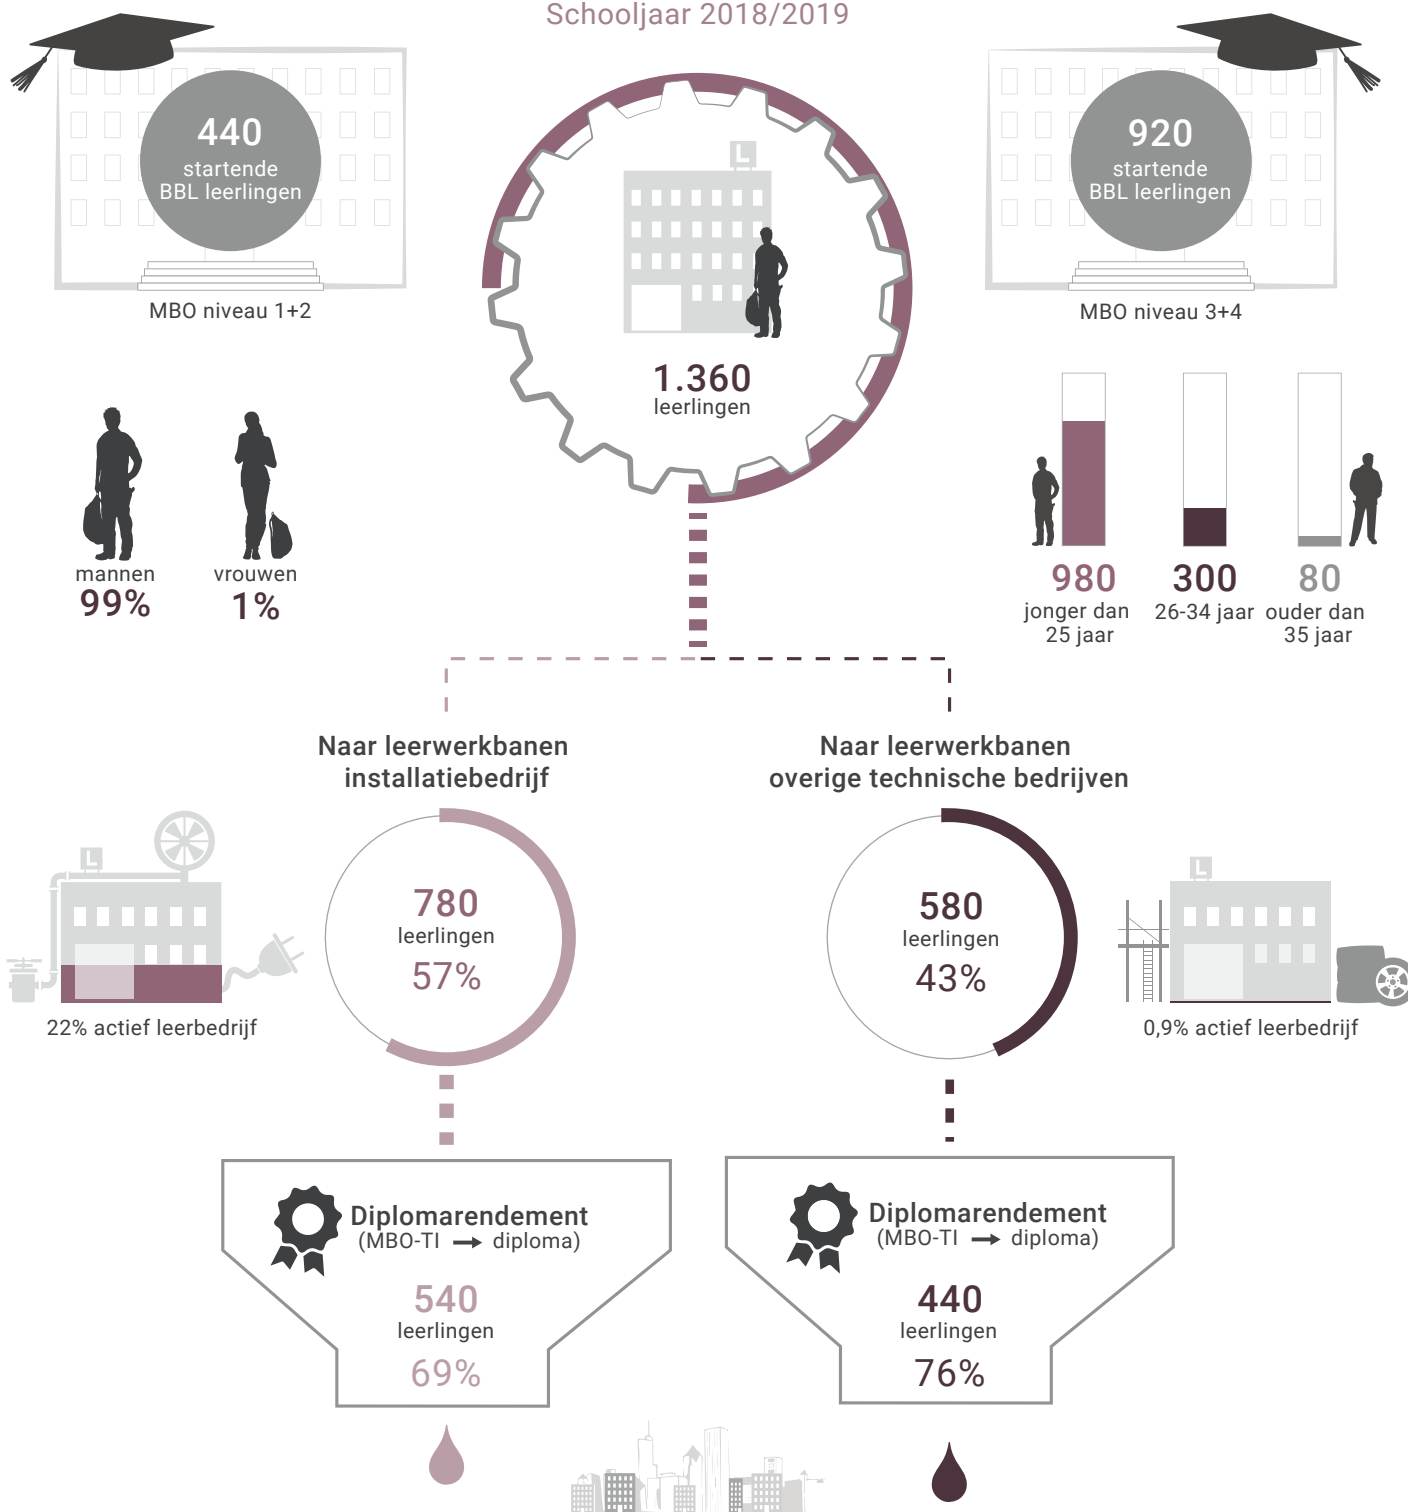 Schooljaar 2018/2019
440
startende
BBL leerlingen
MBO niveau 1+2
L
1.360
leerlingen
920
startende
BBL leerlingen
MBO niveau 3+4
mannen
99%
vrouwen
1%
980
jonger dan
25 jaar
300
26-34 jaar
80
ouder dan
35 jaar
Naar leerwerkbanen
installatiebedrijf
L
22% actief leerbedrijf
780
leerlingen
57%
Naar leerwerkbanen
overige technische bedrijven
580
leerlingen
43%
L
0,9% actief leerbedrijf
Diplomarendement
(MBO-TI → diploma)
540
leerlingen
69%
Diplomarendement
(MBO-TI → diploma)
440
leerlingen
76%